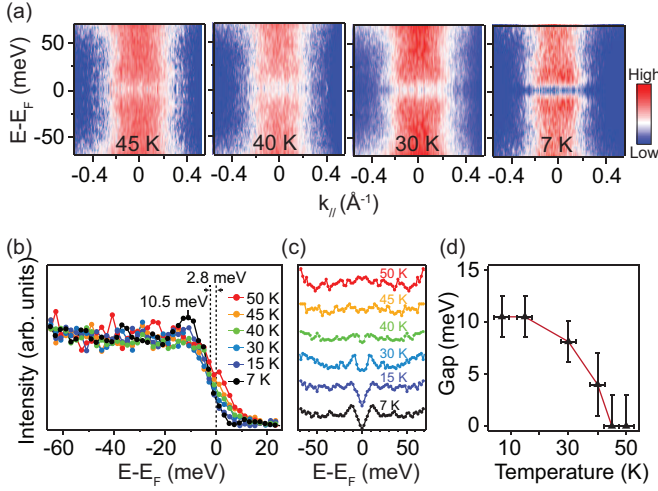 (a)
E-E_F (meV)
50
0
-50
45 K
40 K
30 K
7 K
High
Low
-0.4 0 0.4
-0.4 0 0.4
-0.4 0 0.4
-0.4 0 0.4
k_// (Å⁻¹)
(b)
Intensity (arb. units)
2.8 meV
10.5 meV
50 K
45 K
40 K
30 K
15 K
7 K
-60 -40 -20 0 20
E-E_F (meV)
(c)
50 K
45 K
40 K
30 K
15 K
7 K
-50 0 50
E-E_F (meV)
(d)
Gap (meV)
15
10
5
0
10 20 30 40 50
Temperature (K)